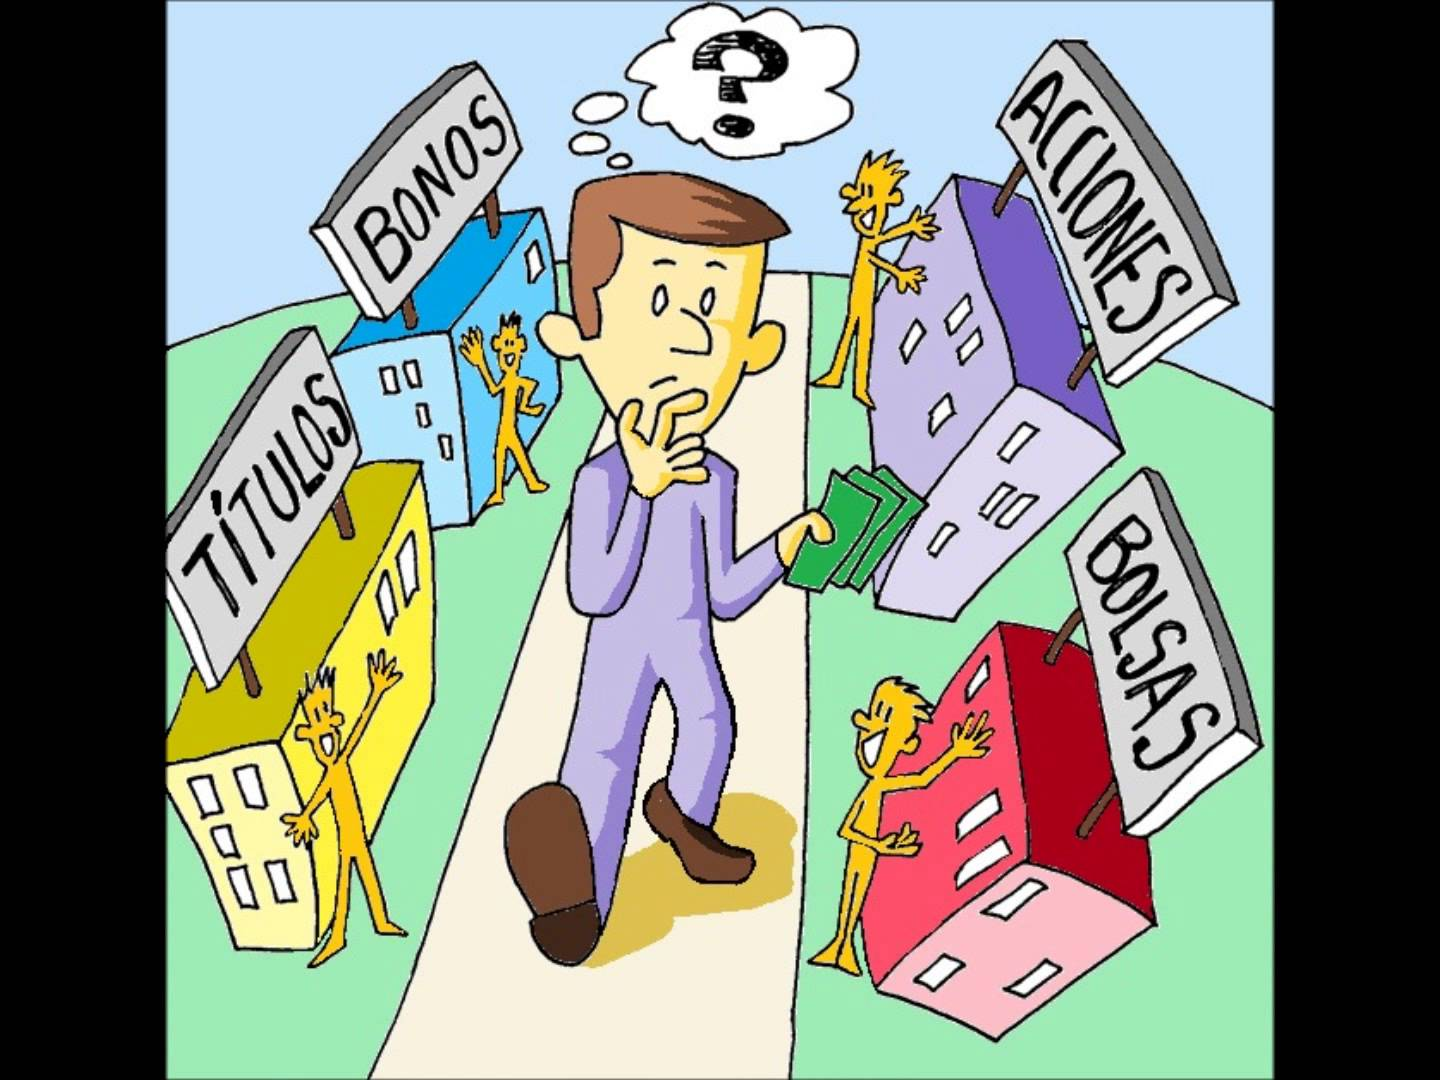 ?
BONOS
ACCIONES
TÍTULOS
BOLSAS